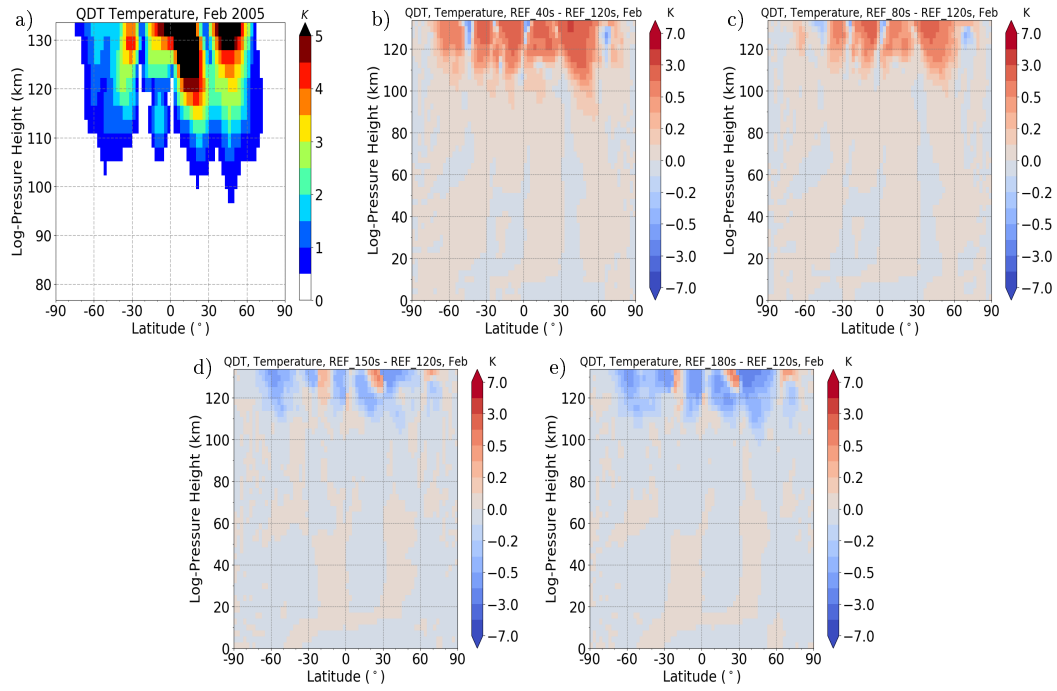 a)
QDT Temperature, Feb 2005
K
Log-Pressure Height (km)
130
120
110
100
90
80
-90 -60 -30 0 30 60 90
Latitude (°)
5
4
3
2
1
0
b)
QDT, Temperature, REF_40s - REF_120s, Feb
K
Log-Pressure Height (km)
120
100
80
60
40
20
0
-90 -60 -30 0 30 60 90
Latitude (°)
7.0
3.0
0.5
0.2
0.0
−0.2
−0.5
−3.0
−7.0
c)
QDT, Temperature, REF_80s - REF_120s, Feb
K
Log-Pressure Height (km)
120
100
80
60
40
20
0
-90 -60 -30 0 30 60 90
Latitude (°)
7.0
3.0
0.5
0.2
0.0
−0.2
−0.5
−3.0
−7.0
d)
QDT, Temperature, REF_150s - REF_120s, Feb
K
Log-Pressure Height (km)
120
100
80
60
40
20
0
-90 -60 -30 0 30 60 90
Latitude (°)
7.0
3.0
0.5
0.2
0.0
−0.2
−0.5
−3.0
−7.0
e)
QDT, Temperature, REF_180s - REF_120s, Feb
K
Log-Pressure Height (km)
120
100
80
60
40
20
0
-90 -60 -30 0 30 60 90
Latitude (°)
7.0
3.0
0.5
0.2
0.0
−0.2
−0.5
−3.0
−7.0